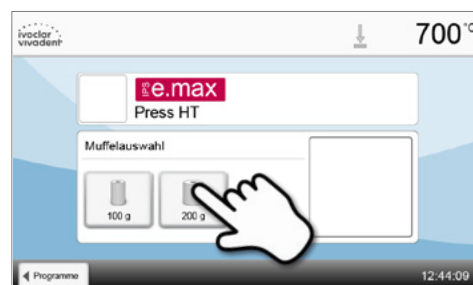 ivoclar
vivadent
700°C
IPS
e.max
Press HT
Muffelauswahl
100 g
200 g
Programme
12:44:09